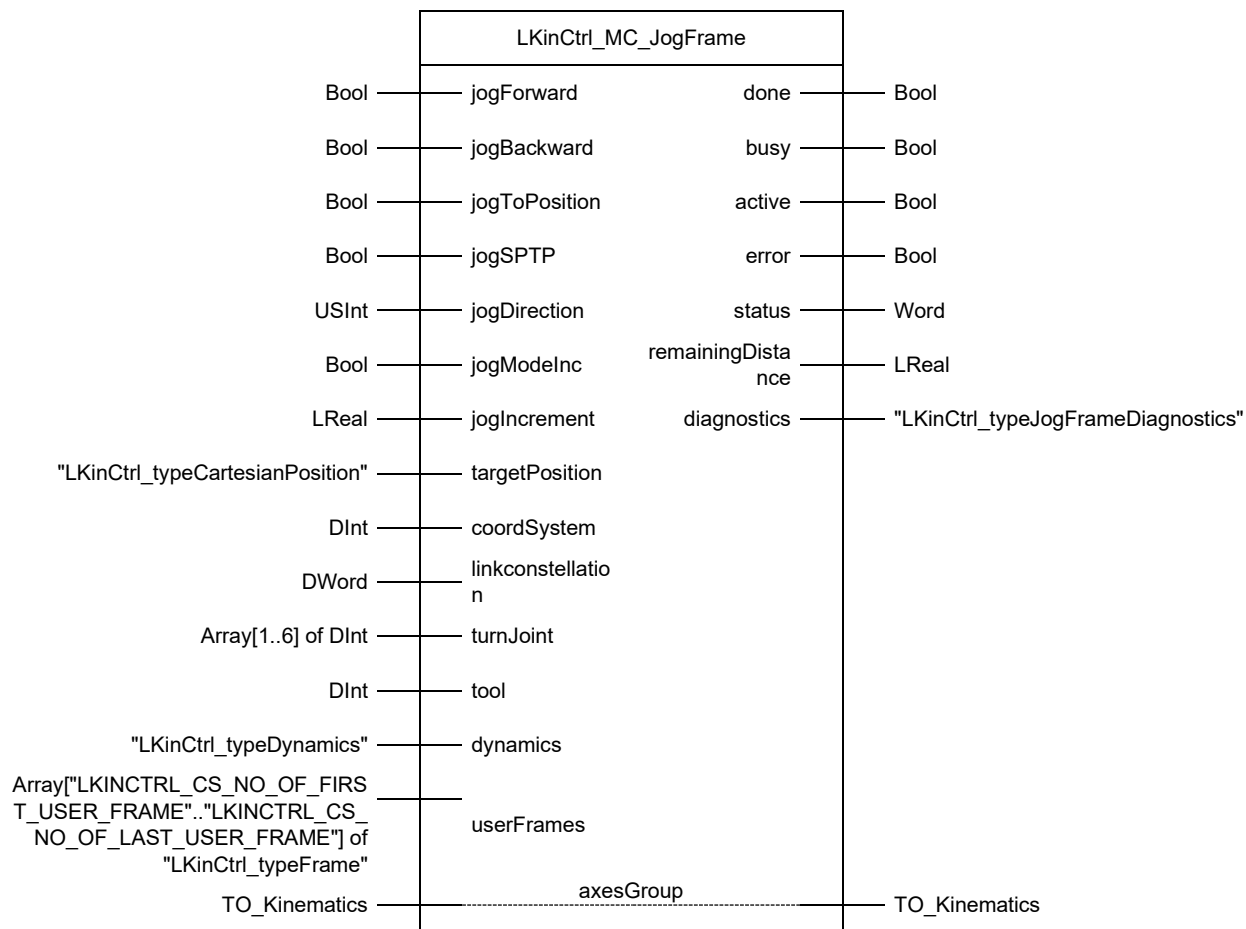 LKinCtrl_MC_JogFrame
Bool jogForward done Bool
Bool jogBackward busy Bool
Bool jogToPosition active Bool
Bool jogSPTP error Bool
USInt jogDirection status Word
Bool jogModeInc remainingDista
nce LReal
LReal jogIncrement diagnostics "LKinCtrl_typeJogFrameDiagnostics"
"LKinCtrl_typeCartesianPosition" targetPosition
DInt coordSystem
DWord linkconstellatio
n
Array[1..6] of DInt turnJoint
DInt tool
"LKinCtrl_typeDynamics" dynamics
Array["LKINCTRL_CS_NO_OF_FIRS
T_USER_FRAME".."LKINCTRL_CS_
NO_OF_LAST_USER_FRAME"] of
"LKinCtrl_typeFrame"
userFrames
TO_Kinematics axesGroup TO_Kinematics